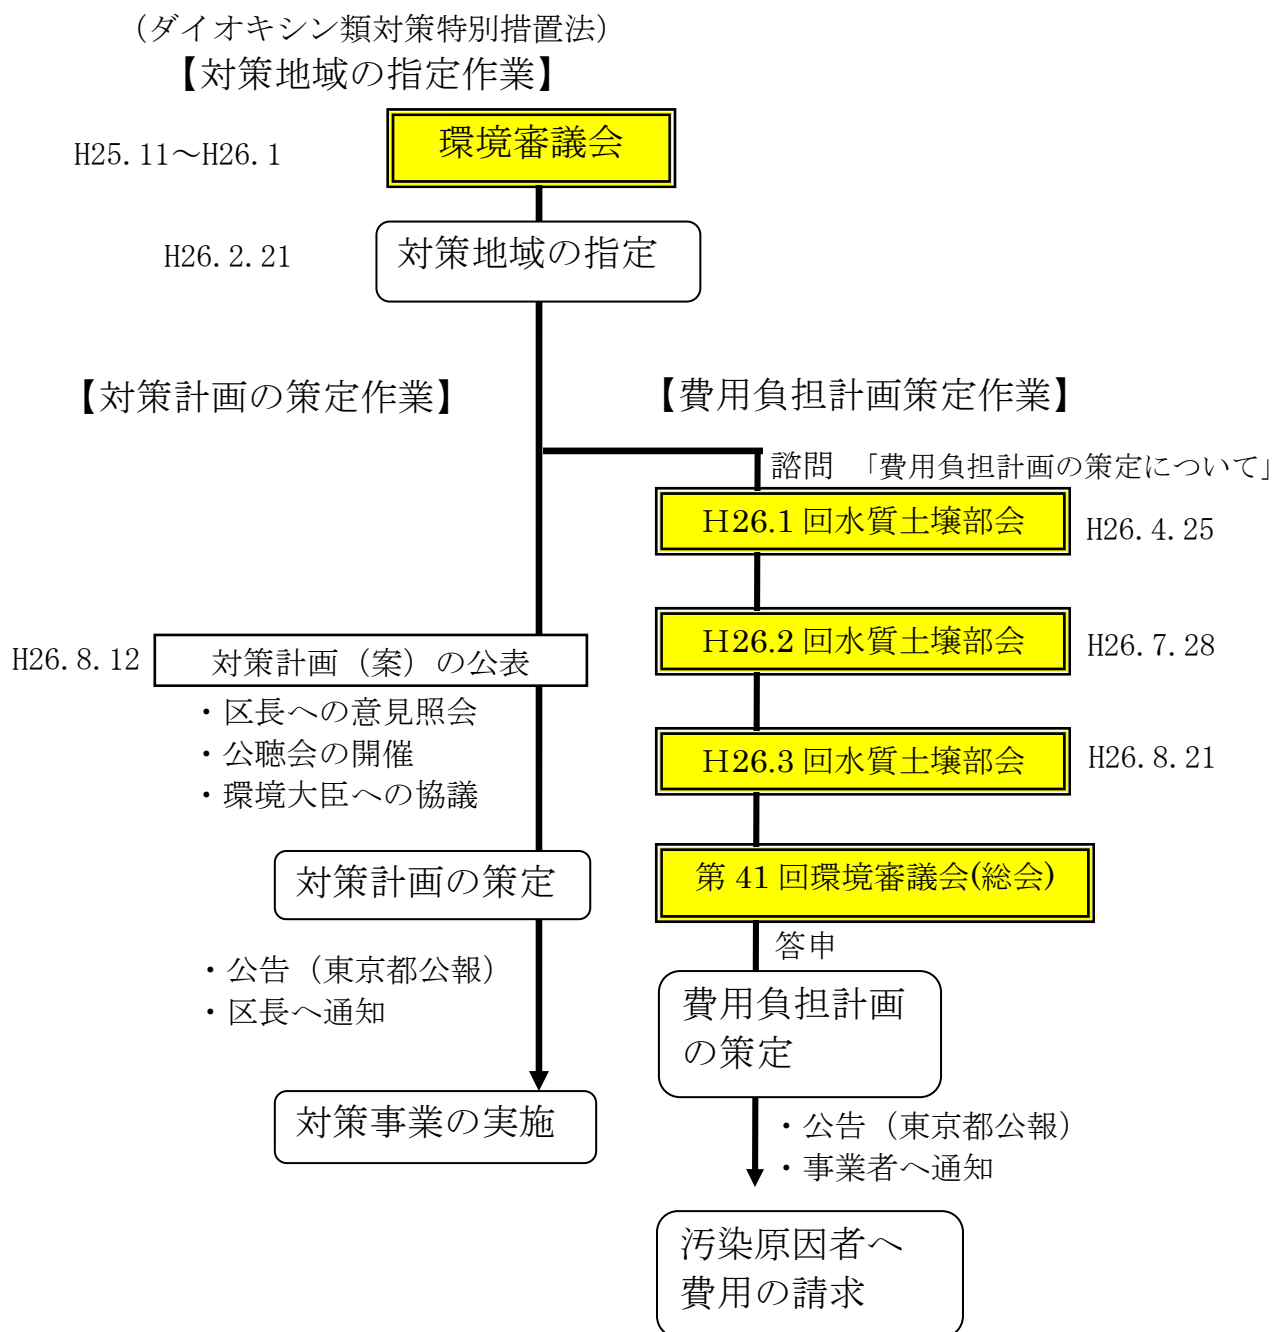 （ダイオキシン類対策特別措置法）
【対策地域の指定作業】
環境審議会
H25.11～H26.1
対策地域の指定
H26.2.21
【対策計画の策定作業】
【費用負担計画策定作業】
諮問　「費用負担計画の策定について」
H26.1 回水質土壌部会
H26.4.25
H26.2 回水質土壌部会
H26.7.28
H26.8.12
対策計画（案）の公表
・区長への意見照会
・公聴会の開催
・環境大臣への協議
H26.3 回水質土壌部会
H26.8.21
対策計画の策定
第 41 回環境審議会(総会)
答申
・公告（東京都公報）
・区長へ通知
費用負担計画
の策定
対策事業の実施
・公告（東京都公報）
・事業者へ通知
汚染原因者へ
費用の請求